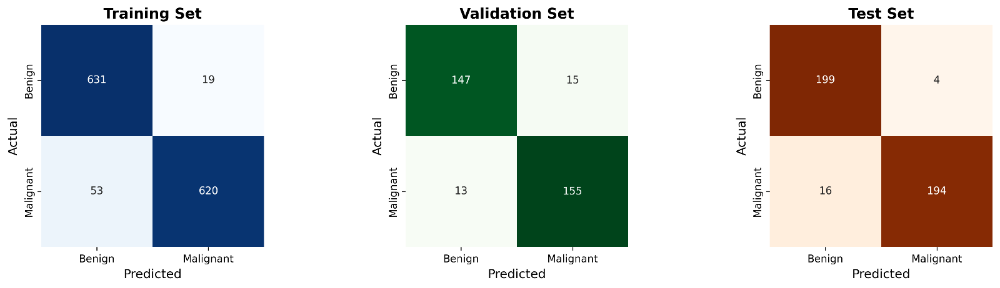 Training Set
Actual
Benign
631
19
Malignant
53
620
Benign
Malignant
Predicted
Validation Set
Actual
Benign
147
15
Malignant
13
155
Benign
Malignant
Predicted
Test Set
Actual
Benign
199
4
Malignant
16
194
Benign
Malignant
Predicted